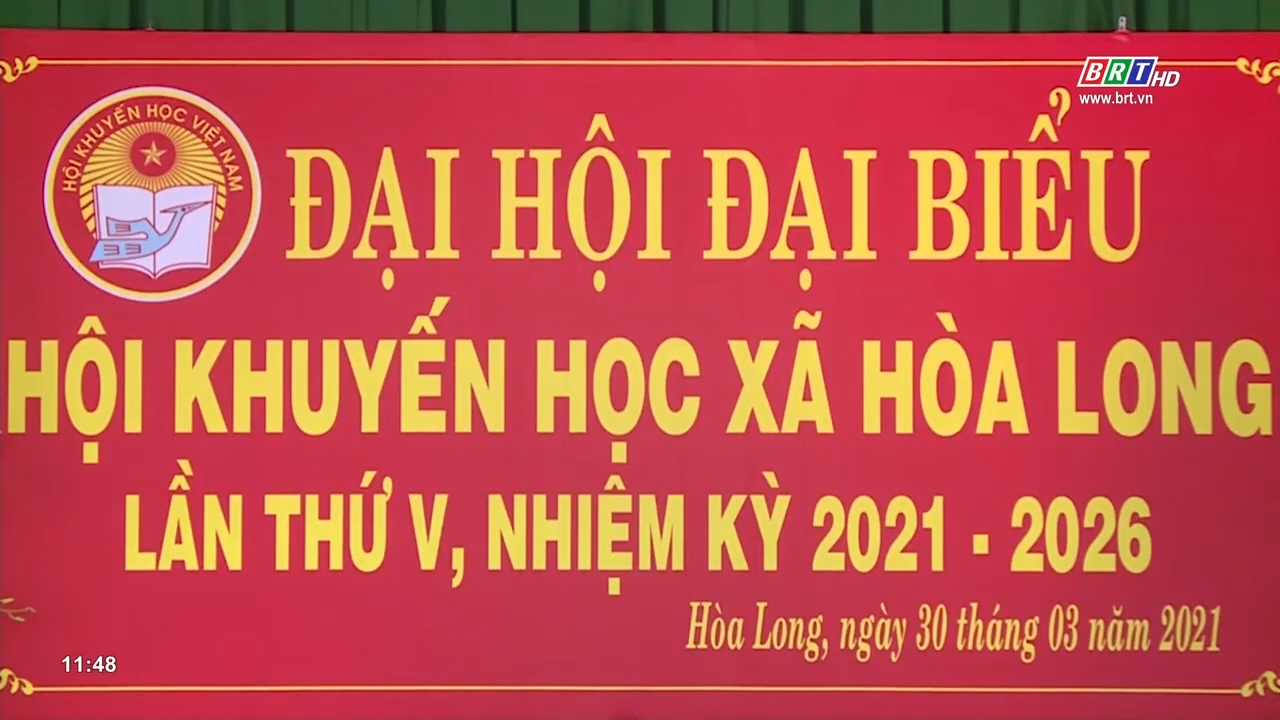 BRT HD
www.brt.vn
HỘI KHUYẾN HỌC VIỆT NAM
ĐẠI HỘI ĐẠI BIỂU
HỘI KHUYẾN HỌC XÃ HÒA LONG
LẦN THỨ V, NHIỆM KỲ 2021 - 2026
Hòa Long, ngày 30 tháng 03 năm 2021
11:48